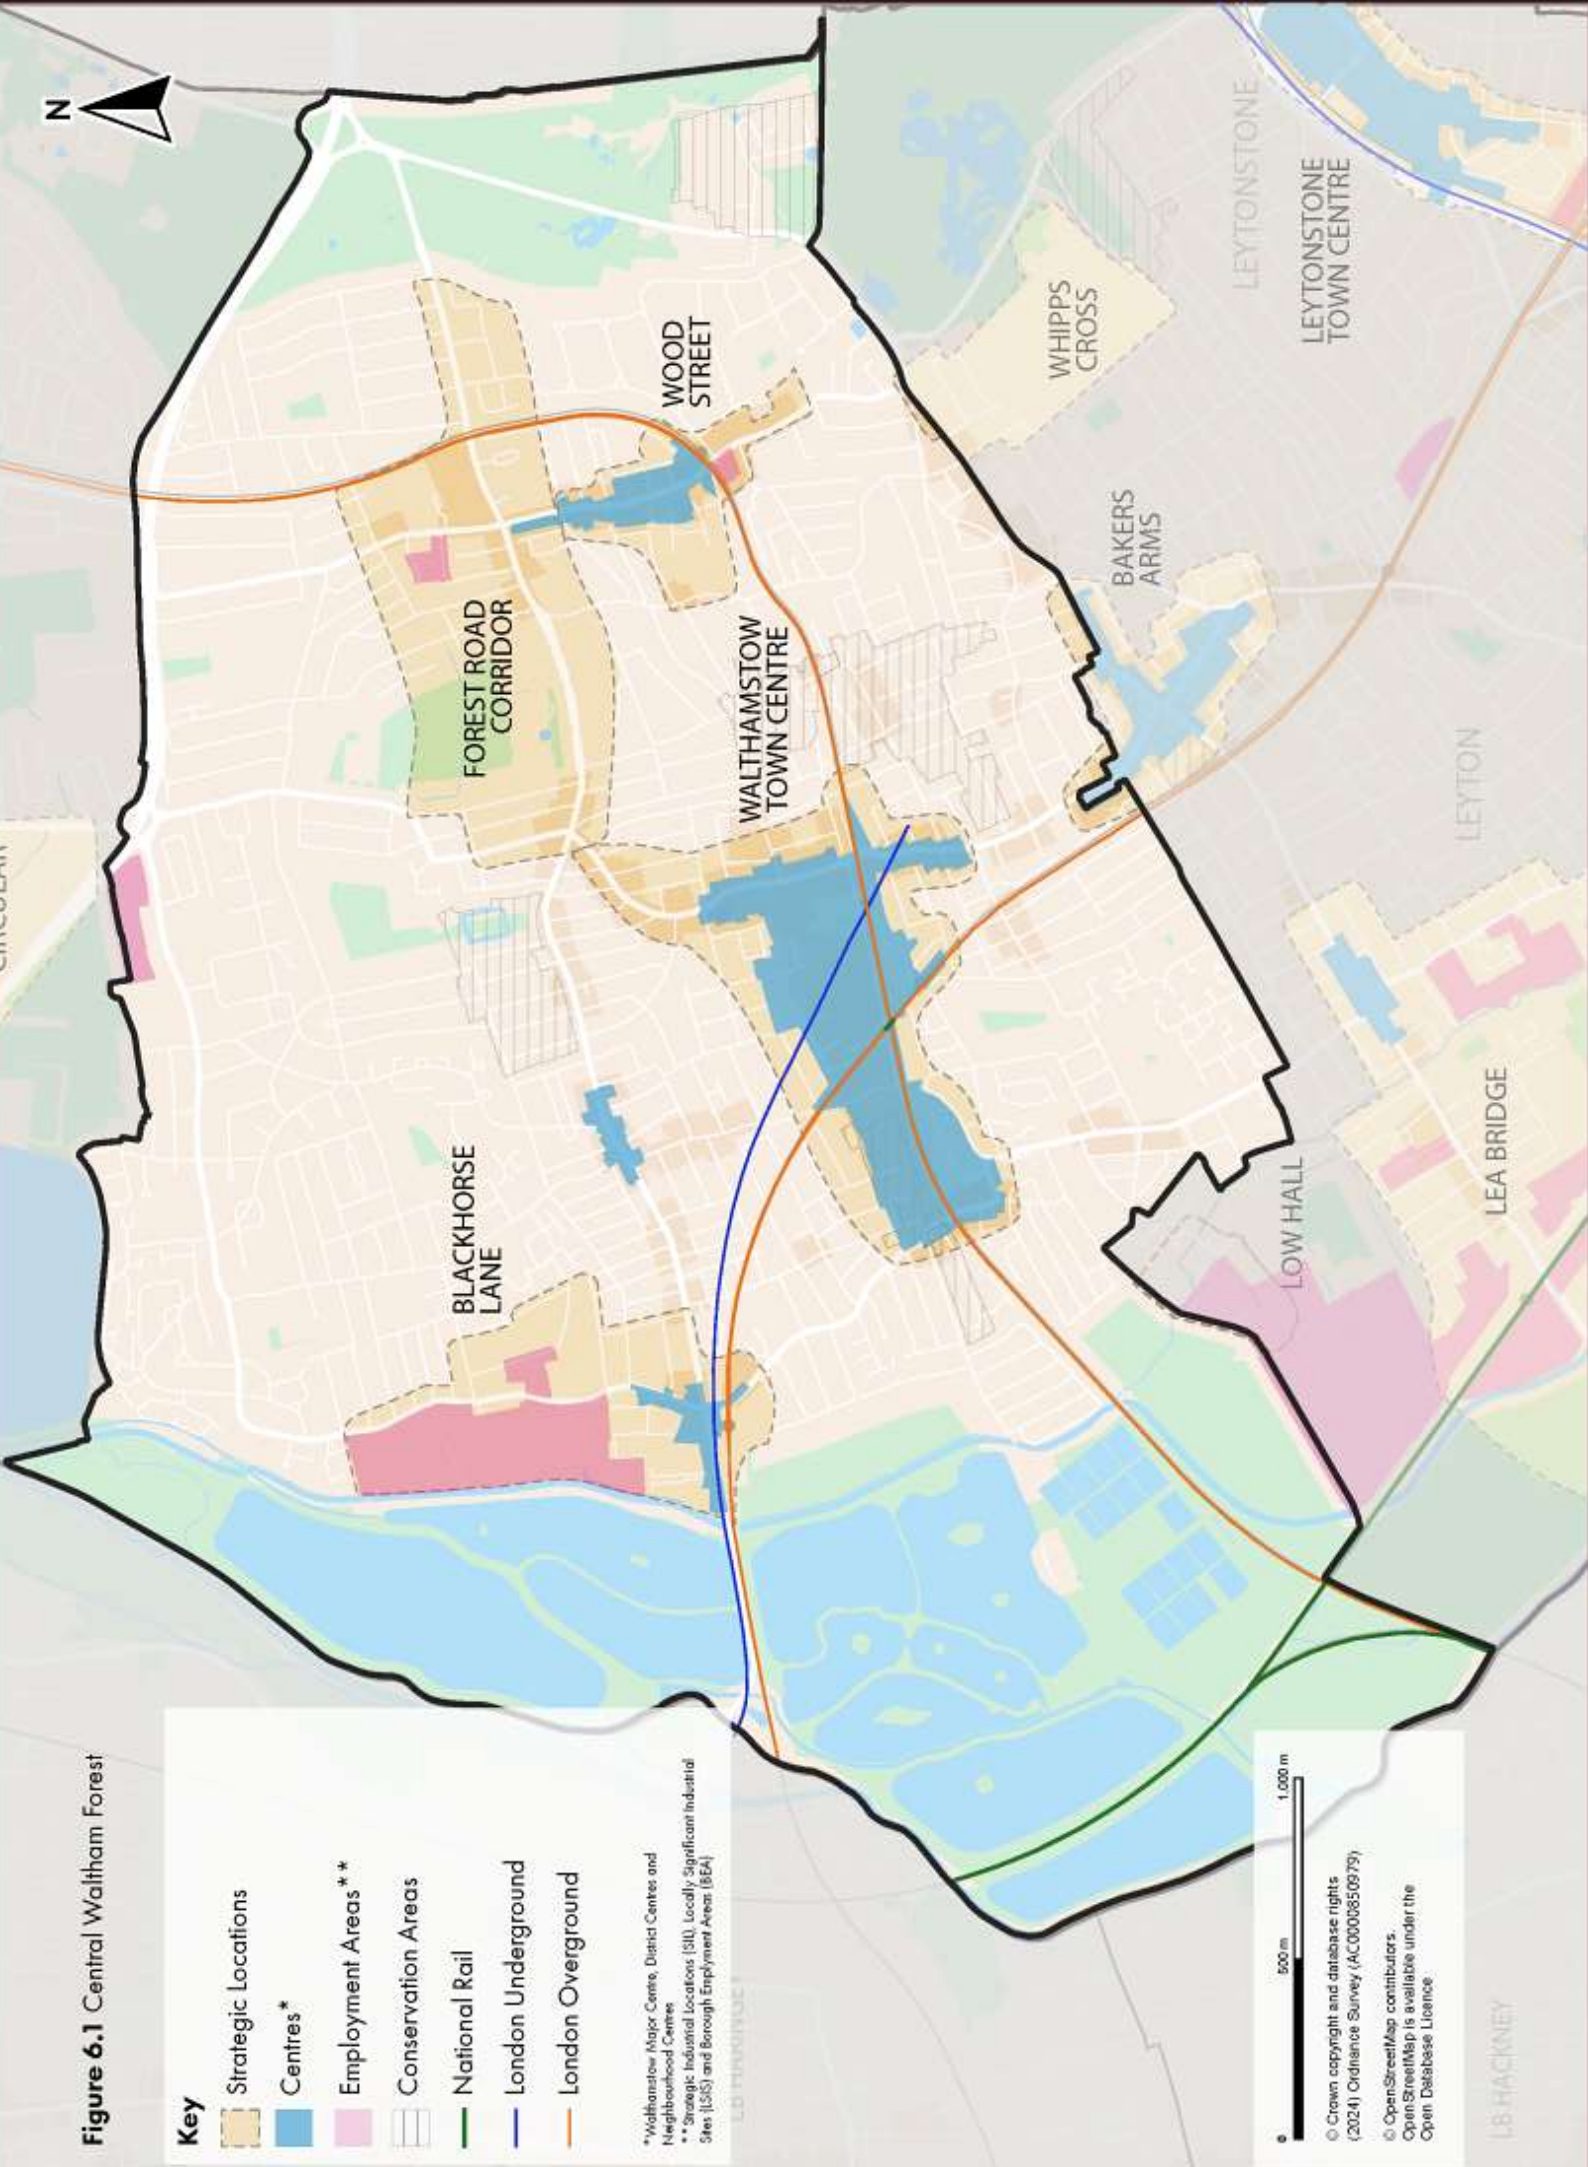 Figure 6.1 Central Waltham Forest
Key
Strategic Locations
Centres*
Employment Areas**
Conservation Areas
National Rail
London Underground
London Overground
*Walthamstow Major Centre, District Centres and
Neighbourhood Centres
**Strategic Industrial Locations (SIL), Locally Significant Industrial
Sites (LSIS) and Borough Emplyment Areas (BEA)
N
BLACKHORSE
LANE
FOREST ROAD
CORRIDOR
WOOD
STREET
WALTHAMSTOW
TOWN CENTRE
WHIPPS
CROSS
BAKERS
ARMS
LEYTONSTONE
LEYTONSTONE
TOWN CENTRE
LEYTON
LOW HALL
LEA BRIDGE
LB HACKNEY
0
500 m
1,000 m
© Crown copyright and database rights
(2024) Ordnance Survey (AC0000850979)
© OpenStreetMap contributors.
OpenStreetMap is available under the
Open Database Licence